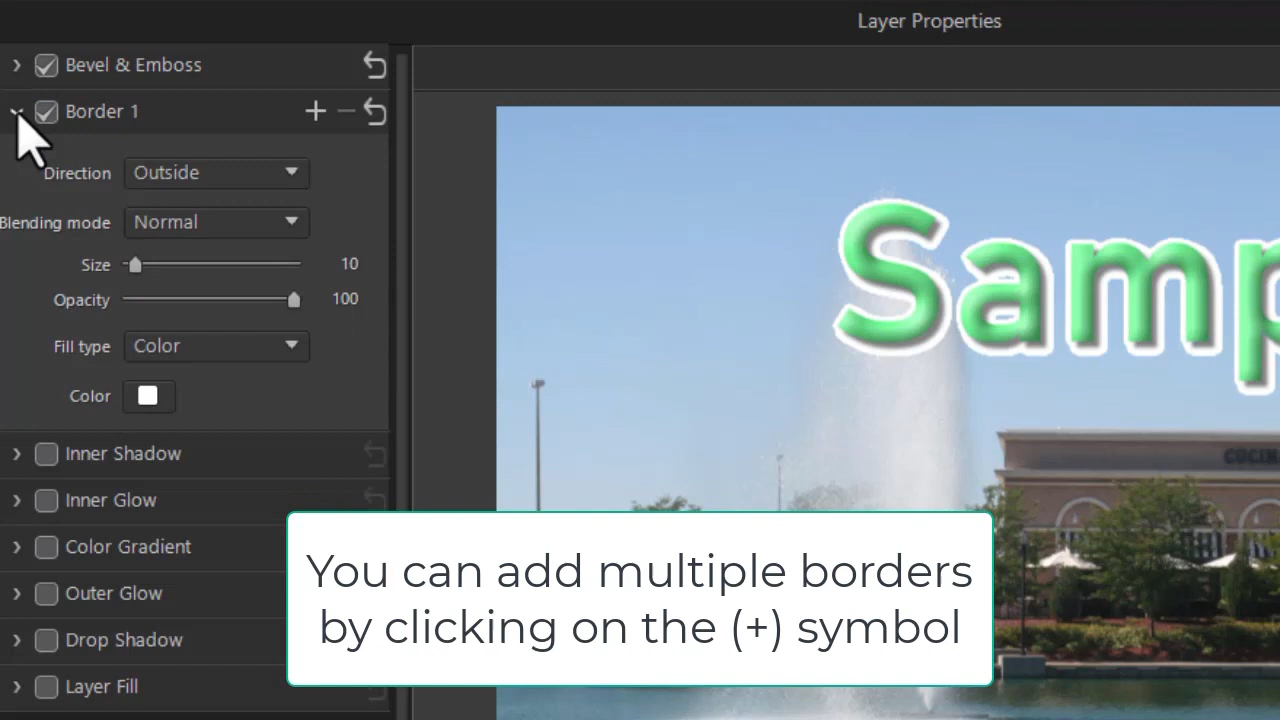 Layer Properties
Bevel & Emboss
Border 1
Direction Outside
Blending mode Normal
Size 10
Opacity 100
Fill type Color
Color
Inner Shadow
Inner Glow
Color Gradient
Outer Glow
Drop Shadow
Layer Fill
Samp
CUCIN
You can add multiple borders
by clicking on the (+) symbol